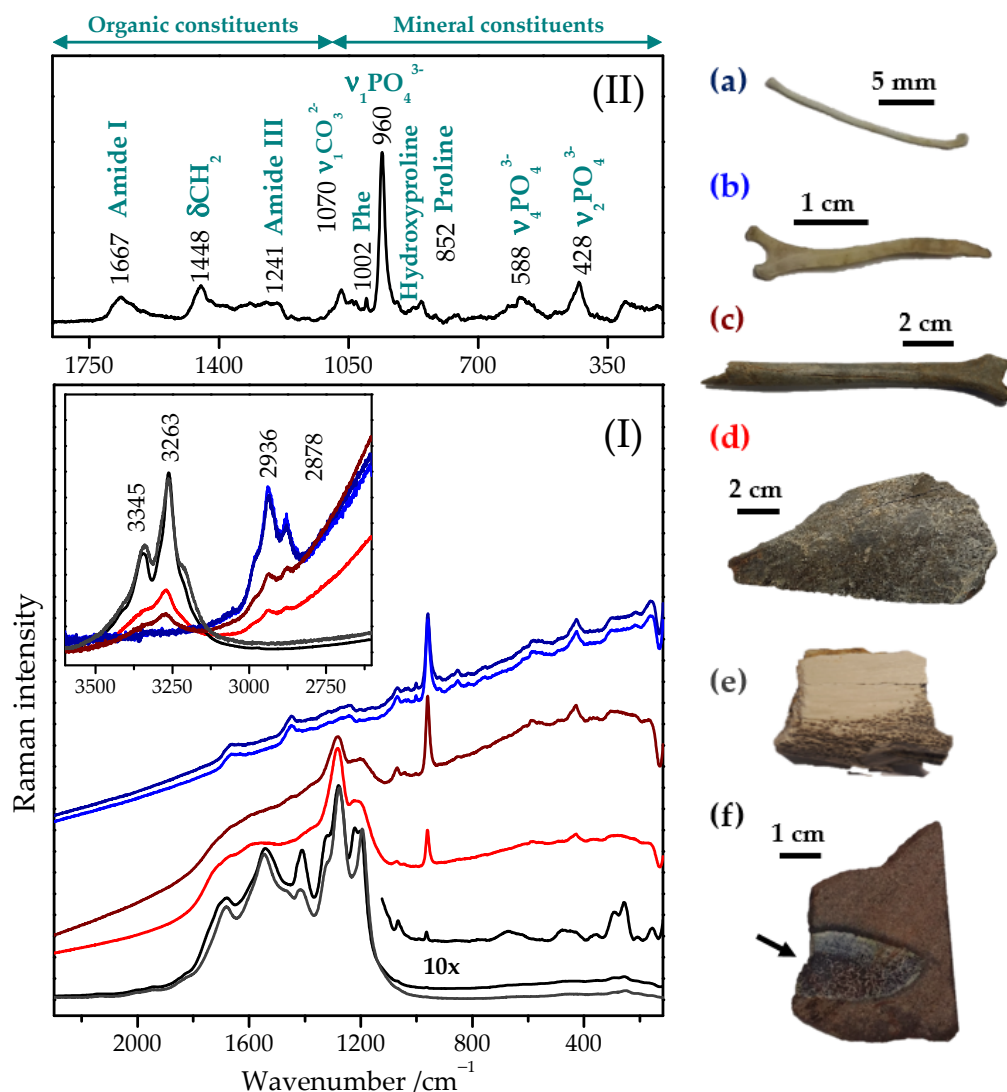 Organic constituents
Mineral constituents
(II)
1667 Amide I
1448 δCH2
1241 Amide III
1070 ν1CO3 2-
1002 Phe
ν1PO4 3-
960
Hydroxyproline
852 Proline
588 ν4PO4 3-
428 ν2PO4 3-
1750 1400 1050 700 350
(I)
3345
3263
2936
2878
3500 3250 3000 2750
10x
Raman intensity
2000 1600 1200 800 400
Wavenumber /cm−1
(a)
5 mm
(b)
1 cm
(c)
2 cm
(d)
2 cm
(e)
(f)
1 cm